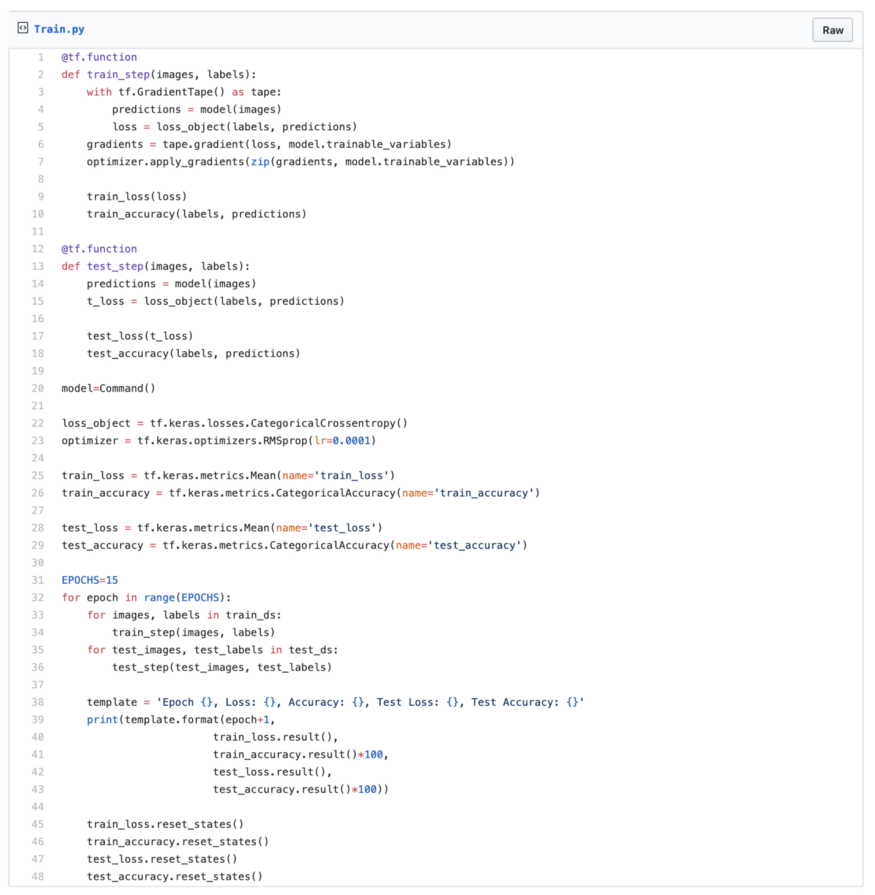 Train.py
Raw
1 @tf.function
2 def train_step(images, labels):
3     with tf.GradientTape() as tape:
4         predictions = model(images)
5         loss = loss_object(labels, predictions)
6     gradients = tape.gradient(loss, model.trainable_variables)
7     optimizer.apply_gradients(zip(gradients, model.trainable_variables))
8
9     train_loss(loss)
10     train_accuracy(labels, predictions)
11
12 @tf.function
13 def test_step(images, labels):
14     predictions = model(images)
15     t_loss = loss_object(labels, predictions)
16
17     test_loss(t_loss)
18     test_accuracy(labels, predictions)
19
20 model=Command()
21
22 loss_object = tf.keras.losses.CategoricalCrossentropy()
23 optimizer = tf.keras.optimizers.RMSprop(lr=0.0001)
24
25 train_loss = tf.keras.metrics.Mean(name='train_loss')
26 train_accuracy = tf.keras.metrics.CategoricalAccuracy(name='train_accuracy')
27
28 test_loss = tf.keras.metrics.Mean(name='test_loss')
29 test_accuracy = tf.keras.metrics.CategoricalAccuracy(name='test_accuracy')
30
31 EPOCHS=15
32 for epoch in range(EPOCHS):
33     for images, labels in train_ds:
34         train_step(images, labels)
35     for test_images, test_labels in test_ds:
36         test_step(test_images, test_labels)
37
38     template = 'Epoch {}, Loss: {}, Accuracy: {}, Test Loss: {}, Test Accuracy: {}'
39     print(template.format(epoch+1,
40                         train_loss.result(),
41                         train_accuracy.result()*100,
42                         test_loss.result(),
43                         test_accuracy.result()*100))
44
45     train_loss.reset_states()
46     train_accuracy.reset_states()
47     test_loss.reset_states()
48     test_accuracy.reset_states()